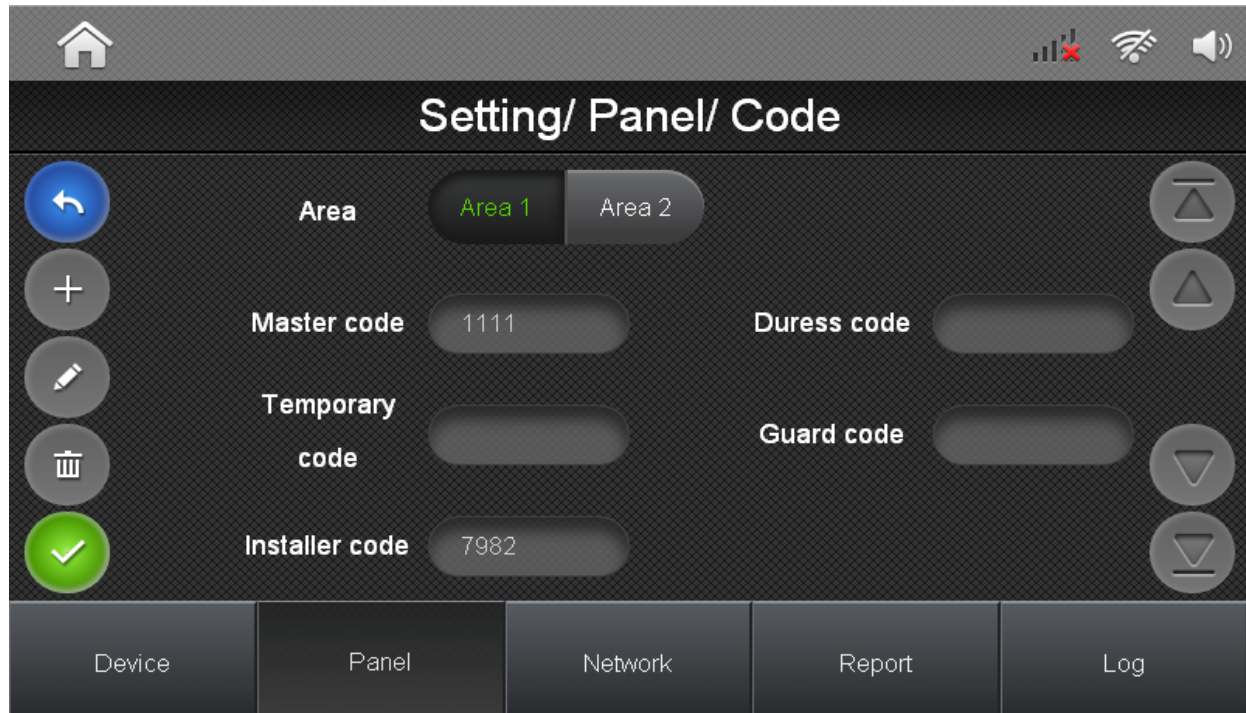 Setting/ Panel/ Code
Area
Area 1
Area 2
Master code
1111
Duress code
Temporary
code
Guard code
Installer code
7982
Device
Panel
Network
Report
Log